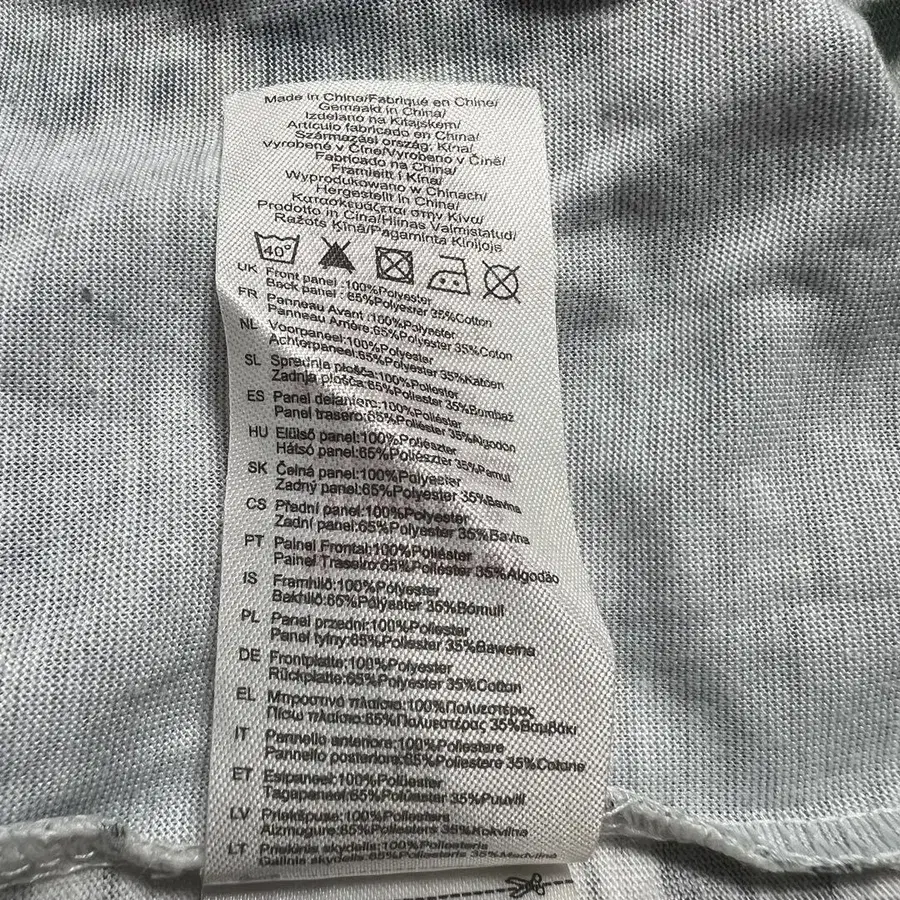 Made in China/Fabriqué en Chine/
Gemaakt in China/
Izdelano na Kitajskem/
Artículo fabricado en China/
Származási ország: Kína/
Vyrobené v Číne/Vyrobeno v Číně/
Fabricado na China/
Framleitt í Kína/
Wyprodukowano w Chinach/
Hergestellt in China/
Κατασκευάζεται στην Κίνα/
Prodotto in Cina/Hiinas Valmistatud/
Ražots Ķīnā/Pagaminta Kinijoje
40°
UK Front panel :100%Polyester
Back panel : 65%Polyesrer 35%Cotton
FR Panneau Avant :100%Polyester
Panneau Arrière:65%Polyester 35%Coton
NL Voorpaneel:100%Polyester
Achterpaneel:65%Polyester 35%Katoen
SL Sprednja plošča:100%Poliester
Zadnja plošča:65%Poliester 35%Bombaž
ES Panel delantero:100%Poliéster
Panel trasero:65%Poliéster 35%Algodón
HU Elülső panel:100%Poliészter
Hátsó panel:65%Poliészter 35%Pamut
SK Čelná panel:100%Polyester
Zadný panel:65%Polyester 35%Bavlna
CS Přední panel:100%Polyester
Zadní panel:65%Polyester 35%Bavlna
PT Painel Frontal:100%Poliéster
Painel Trasseiro:65%Poliéster 35%Algodão
IS Framhlið:100%Pólyester
Bakhlið:65%Pólyester 35%Bómull
PL Panel przedni:100%Poliester
Panel tylny:65%Poliester 35%Bawełna
DE Frontplatte:100%Polyester
Rückplatte:65%Polyester 35%Cotton
EL Μπροστινό πλαίσιο:100%Πολυεστέρας
Πίσω πλαίσιο:65%Πολυεστέρας 35%Βαμβάκι
IT Pannello anteriore:100%Poliestere
Pannello posteriore:65%Poliestere 35%Cotone
ET Esipaneel:100%Polüester
Tagapaneel:65%Polüester 35%Puuvill
LV Priekšpuse:100%Poliesters
Aizmugure:65%Poliesters 35%Kokvilna
LT Priekinis skydelis:100%Poliesteris
Galinis skydelis:65%Poliesteris 35%Medvilnė